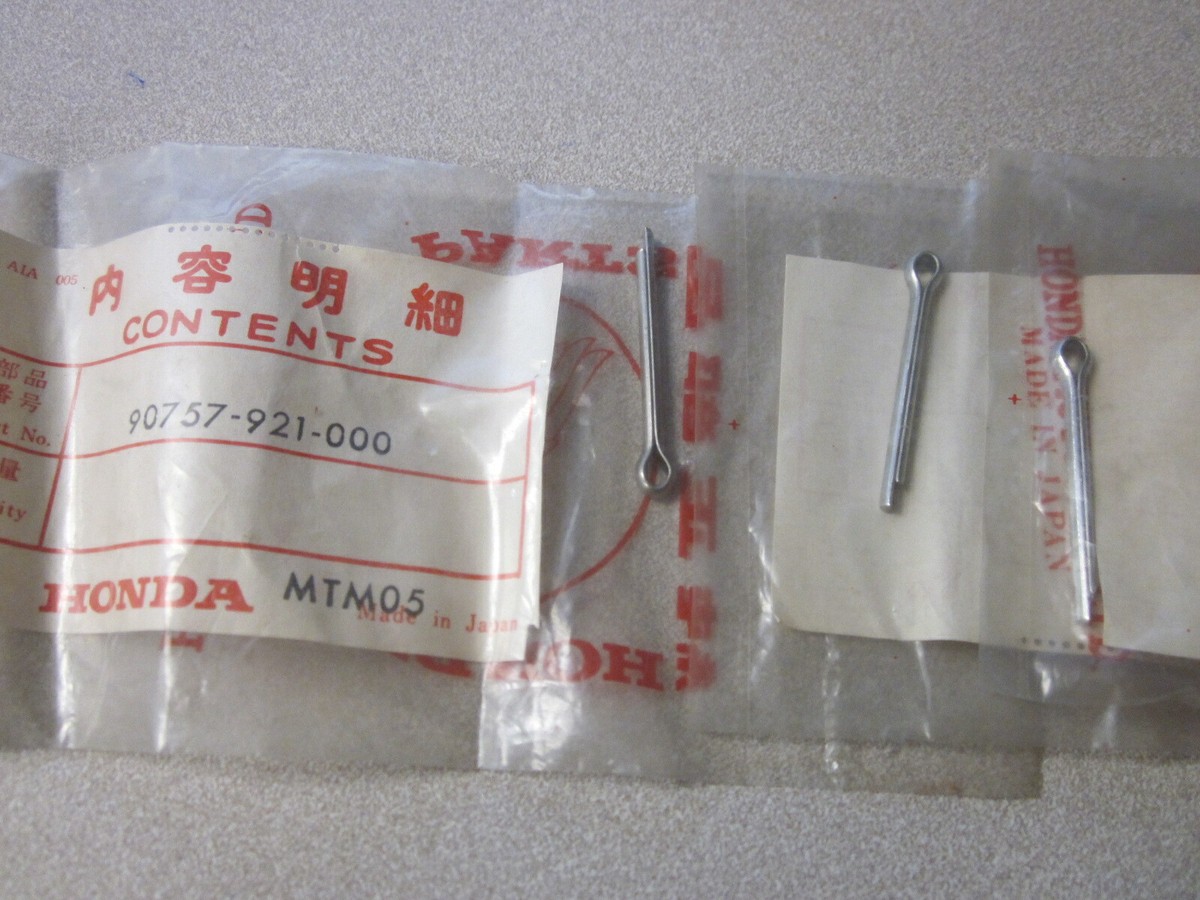 AIA 005
内容明細
CONTENTS
部品
番号
90757-921-000
No.
HONDA MTM05
Made in Japan
PARTS
HONDA
MADE IN JAPAN